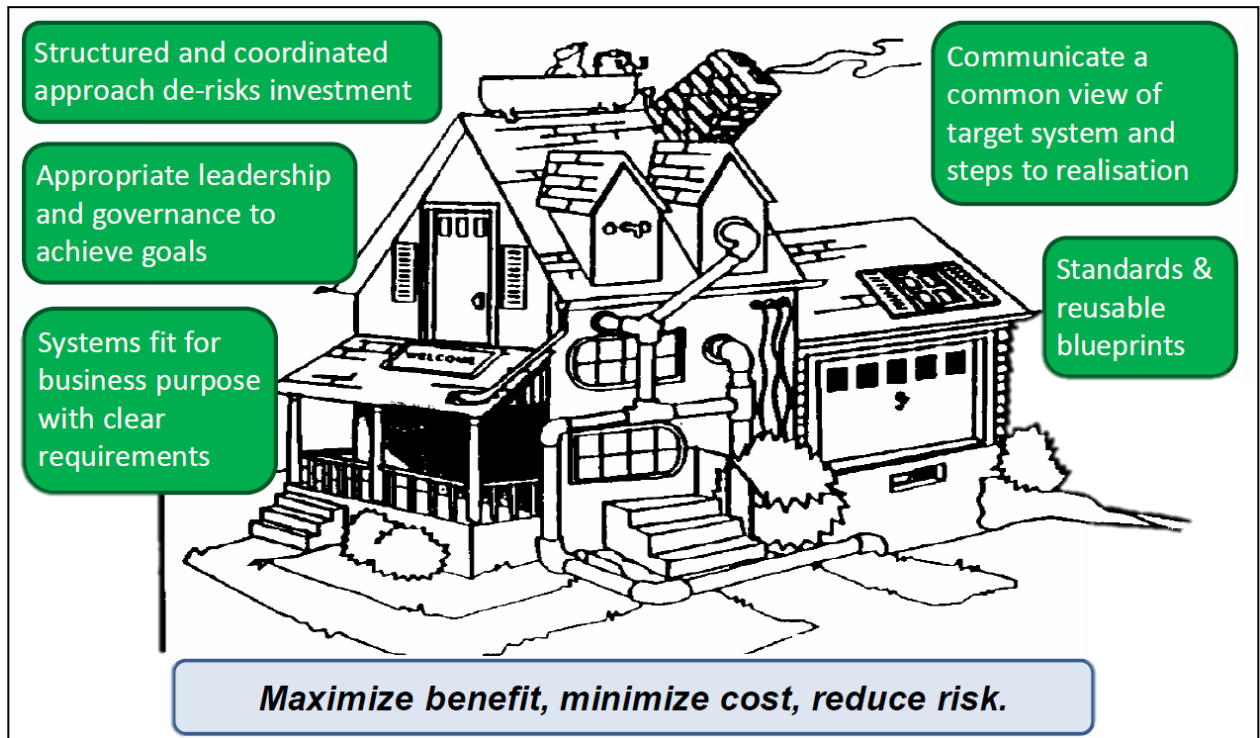 Structured and coordinated
approach de-risks investment
Appropriate leadership
and governance to
achieve goals
Systems fit for
business purpose
with clear
requirements
Communicate a
common view of
target system and
steps to realisation
Standards &
reusable
blueprints
WELCOME
Maximize benefit, minimize cost, reduce risk.